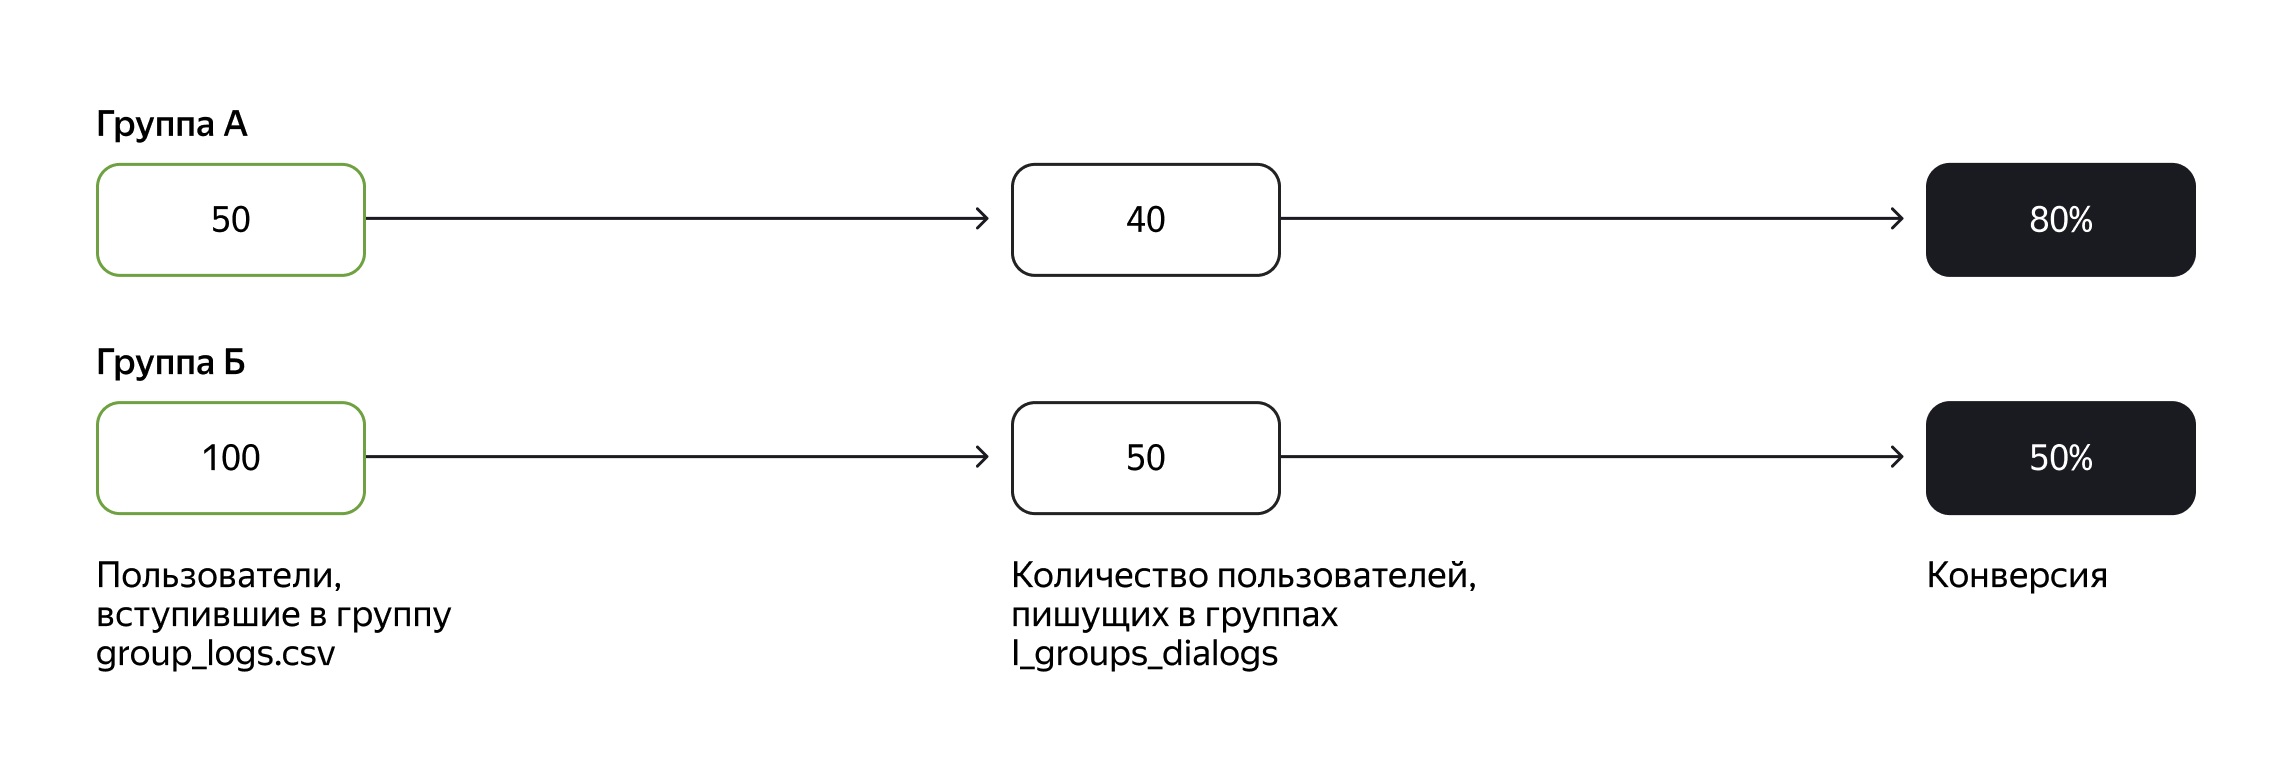 Группа А
50
40
80%
Группа Б
100
50
50%
Пользователи,
вступившие в группу
group_logs.csv
Количество пользователей,
пишущих в группах
l_groups_dialogs
Конверсия